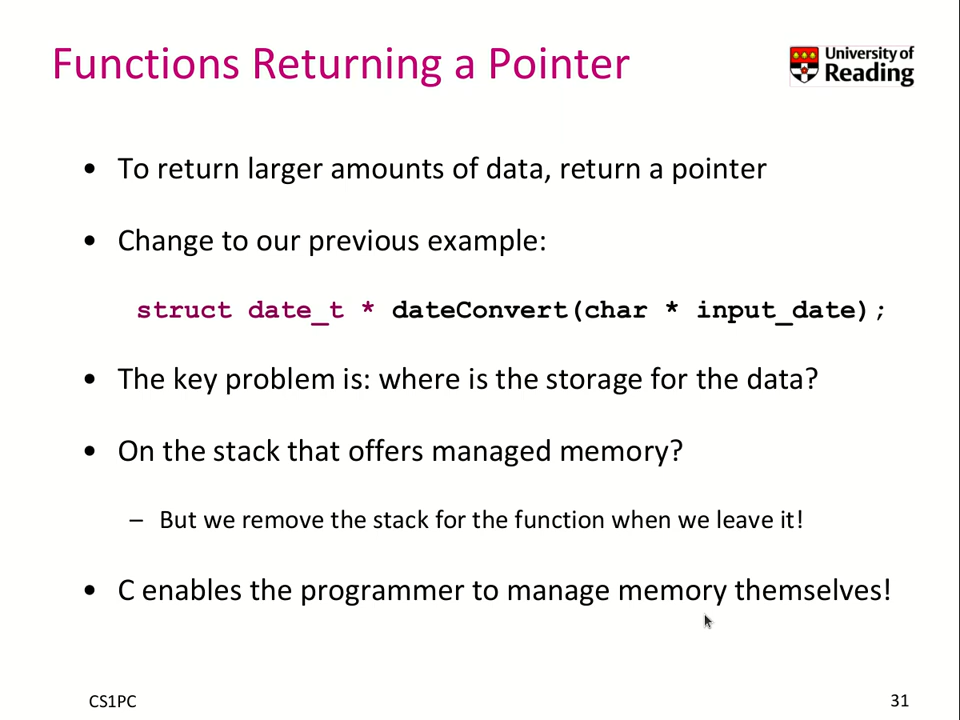 Functions Returning a Pointer
University of
Reading
• To return larger amounts of data, return a pointer
• Change to our previous example:
struct date_t * dateConvert(char * input_date);
• The key problem is: where is the storage for the data?
• On the stack that offers managed memory?
– But we remove the stack for the function when we leave it!
• C enables the programmer to manage memory themselves!
CS1PC
31